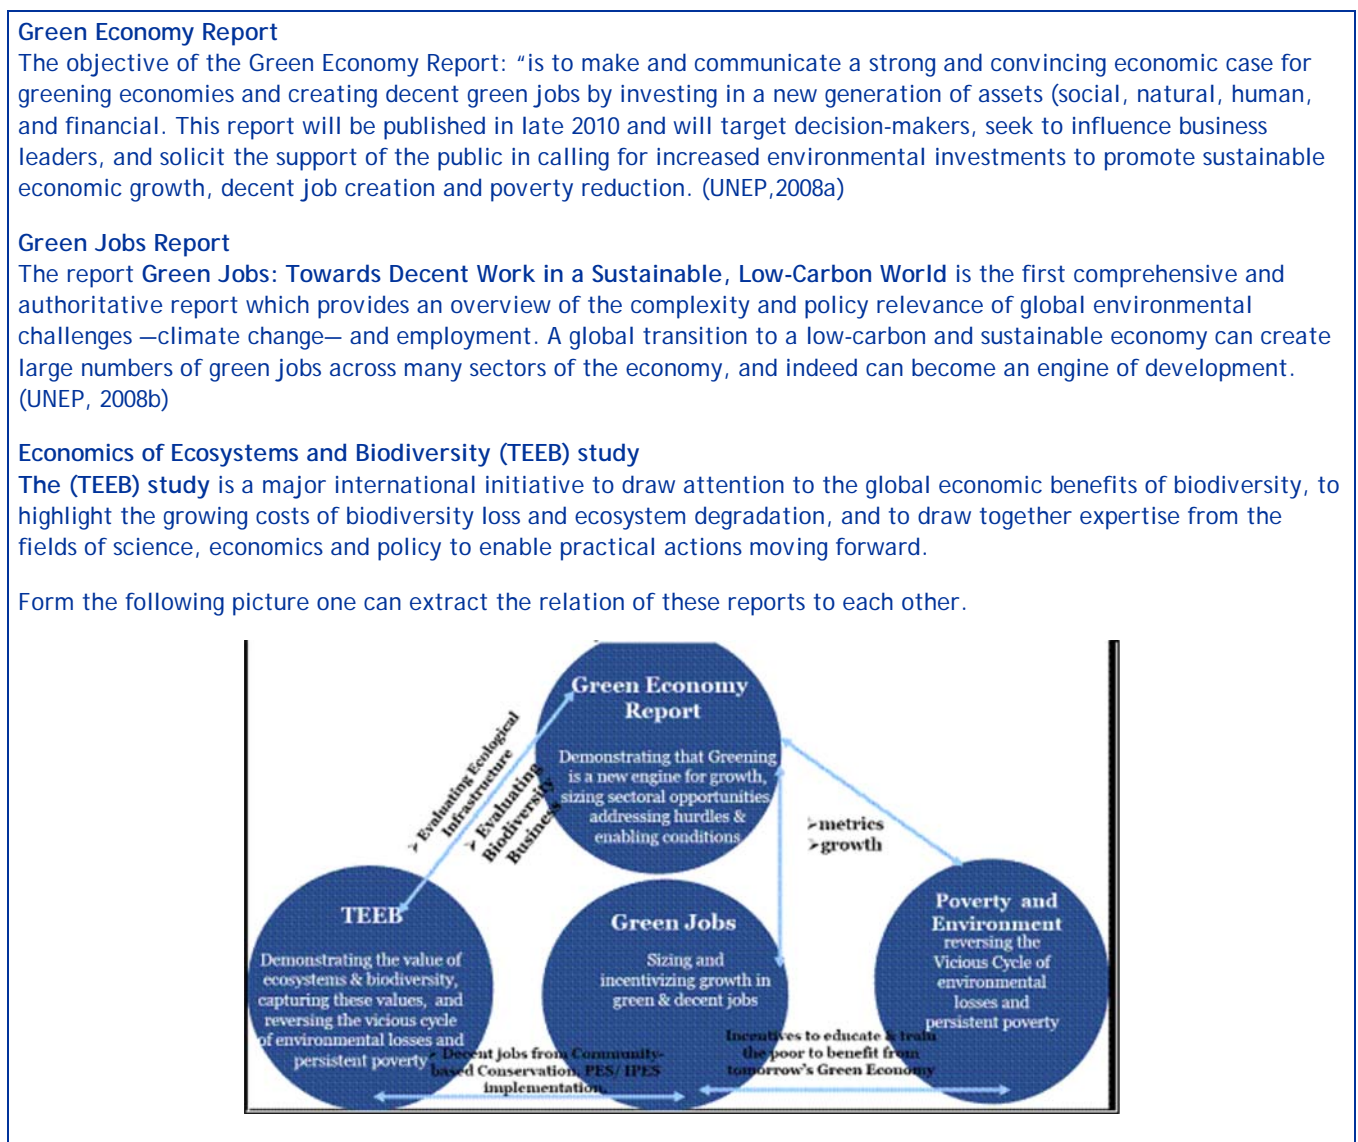 Green Economy Report
The objective of the Green Economy Report: “is to make and communicate a strong and convincing economic case for
greening economies and creating decent green jobs by investing in a new generation of assets (social, natural, human,
and financial. This report will be published in late 2010 and will target decision-makers, seek to influence business
leaders, and solicit the support of the public in calling for increased environmental investments to promote sustainable
economic growth, decent job creation and poverty reduction. (UNEP,2008a)
Green Jobs Report
The report Green Jobs: Towards Decent Work in a Sustainable, Low-Carbon World is the first comprehensive and
authoritative report which provides an overview of the complexity and policy relevance of global environmental
challenges —climate change— and employment. A global transition to a low-carbon and sustainable economy can create
large numbers of green jobs across many sectors of the economy, and indeed can become an engine of development.
(UNEP, 2008b)
Economics of Ecosystems and Biodiversity (TEEB) study
The (TEEB) study is a major international initiative to draw attention to the global economic benefits of biodiversity, to
highlight the growing costs of biodiversity loss and ecosystem degradation, and to draw together expertise from the
fields of science, economics and policy to enable practical actions moving forward.
Form the following picture one can extract the relation of these reports to each other.
Green Economy
Report
Demonstrating that Greening
is a new engine for growth,
sizing sectoral opportunities
addressing hurdles &
enabling conditions
➢ Evaluating Ecological
Infrastructure
➢ Evaluating
Biodiversity
Business
➢metrics
➢growth
TEEB
Demonstrating the value of
ecosystems & biodiversity,
capturing these values, and
reversing the vicious cycle
of environmental losses and
persistent poverty
Green Jobs
Sizing and
incentivizing growth in
green & decent jobs
Poverty and
Environment
reversing the
Vicious Cycle of
environmental
losses and
persistent poverty
➢ Decent jobs from Community-
based Conservation, PES/ IPES
implementation.
Incentives to educate & train
the poor to benefit from
tomorrow's Green Economy